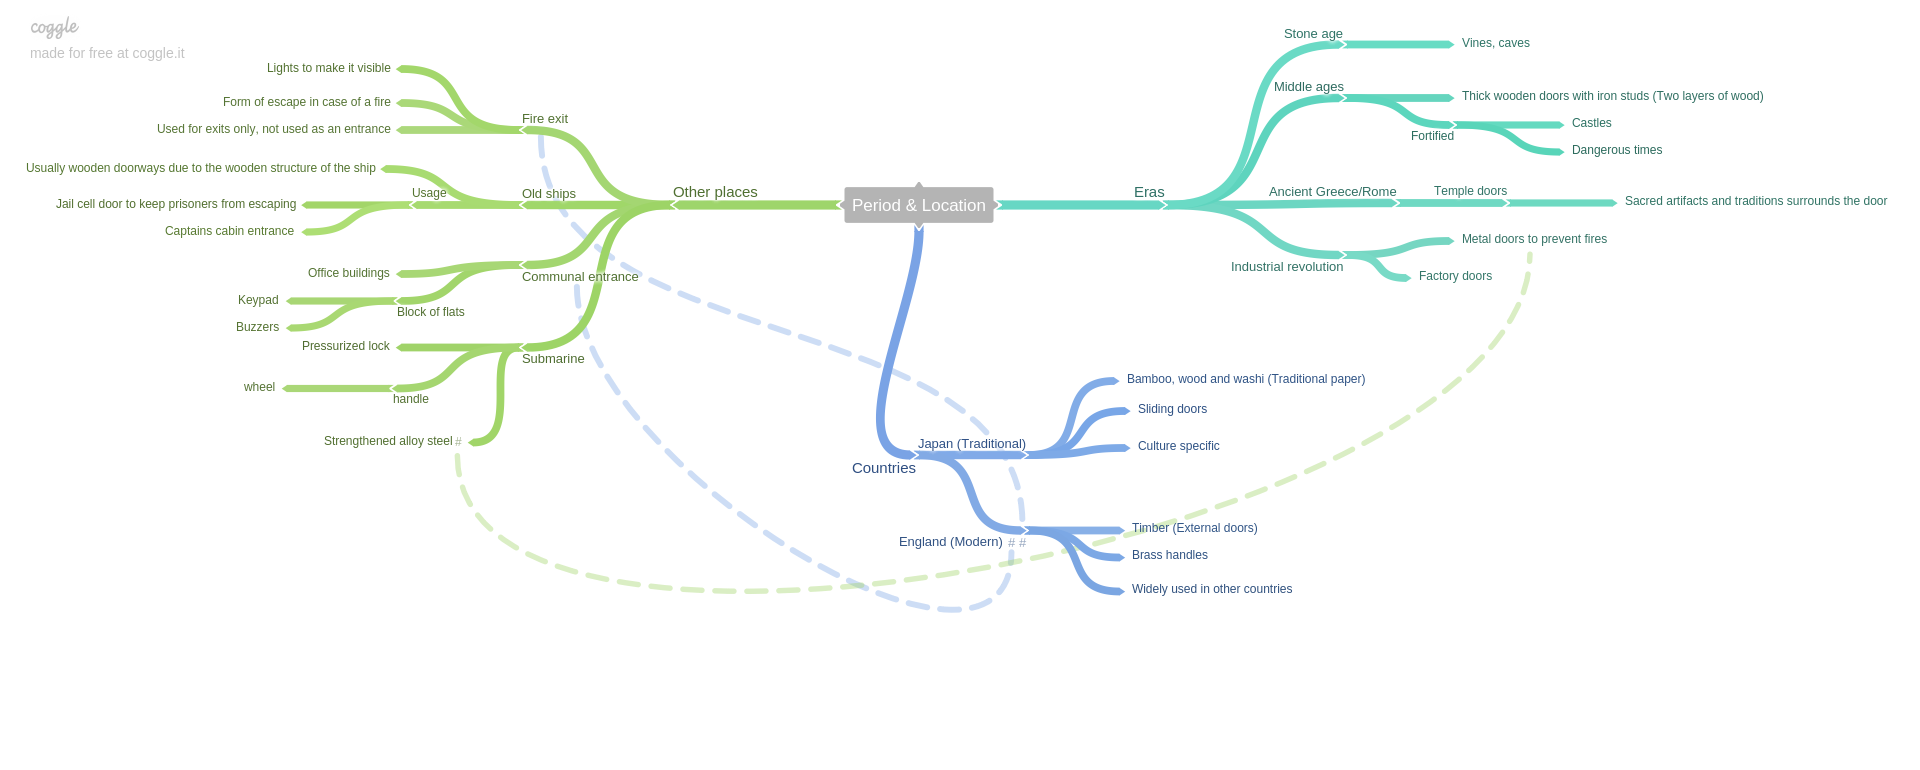 coggle
made for free at coggle.it
Period & Location
Other places
Fire exit
Lights to make it visible
Form of escape in case of a fire
Used for exits only, not used as an entrance
Old ships
Usually wooden doorways due to the wooden structure of the ship
Usage
Jail cell door to keep prisoners from escaping
Captains cabin entrance
Communal entrance
Office buildings
Block of flats
Keypad
Buzzers
Submarine
Pressurized lock
handle
wheel
Strengthened alloy steel #
Eras
Stone age
Vines, caves
Middle ages
Thick wooden doors with iron studs (Two layers of wood)
Fortified
Castles
Dangerous times
Ancient Greece/Rome
Temple doors
Sacred artifacts and traditions surrounds the door
Industrial revolution
Metal doors to prevent fires
Factory doors
Countries
Japan (Traditional)
Bamboo, wood and washi (Traditional paper)
Sliding doors
Culture specific
England (Modern) # #
Timber (External doors)
Brass handles
Widely used in other countries